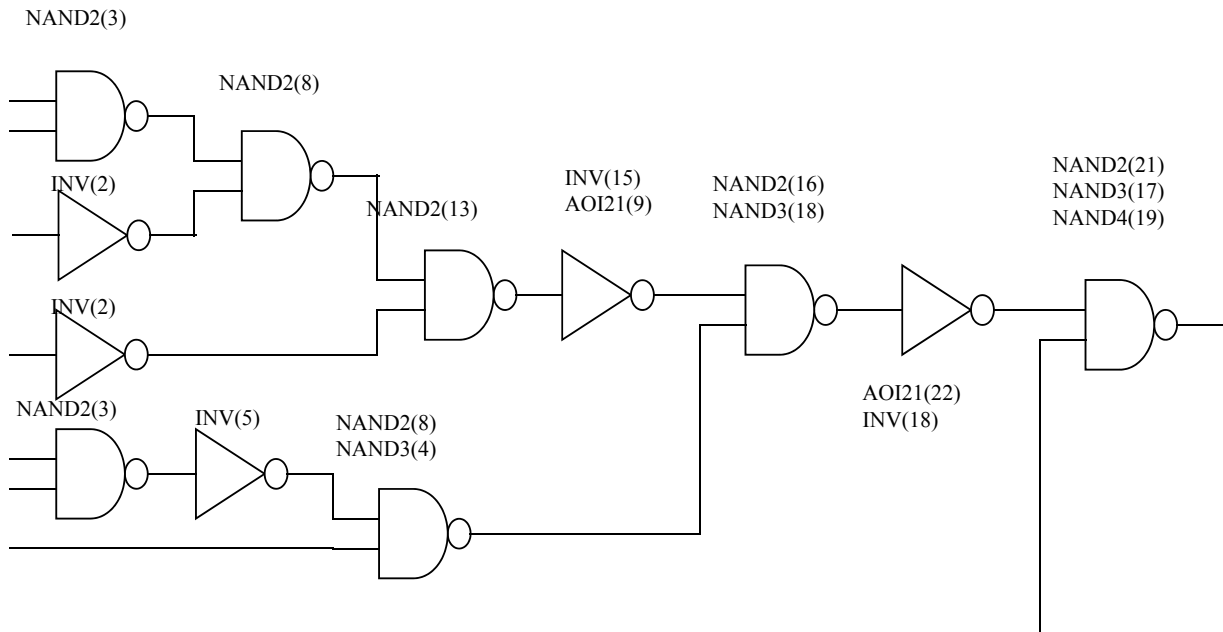 NAND2(3)
NAND2(8)
INV(2)
NAND2(13)
INV(15)
AOI21(9)
NAND2(16)
NAND3(18)
NAND2(21)
NAND3(17)
NAND4(19)
INV(2)
NAND2(3)
INV(5)
NAND2(8)
NAND3(4)
AOI21(22)
INV(18)